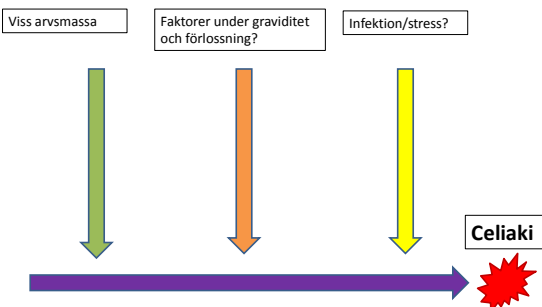 Viss arvsmassa
Faktorer under graviditet
och förlossning?
Infektion/stress?
Celiaki